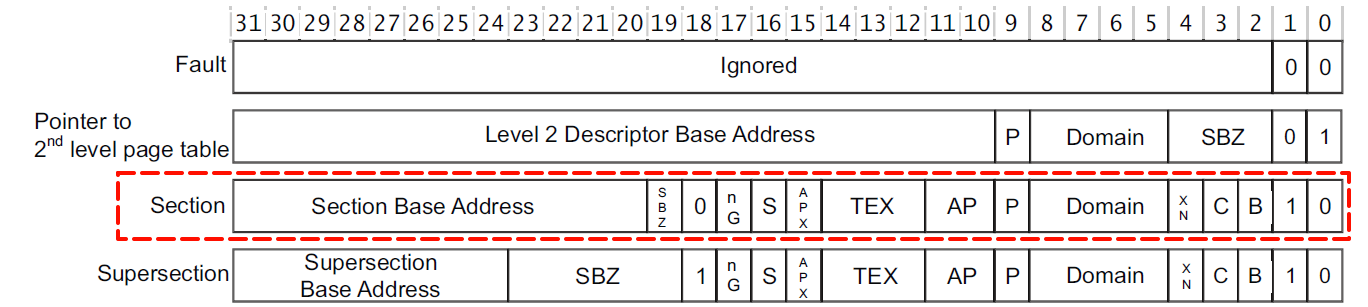 31 30 29 28 27 26 25 24 23 22 21 20 19 18 17 16 15 14 13 12 11 10 9 8 7 6 5 4 3 2 1 0
Fault Ignored 0 0
Pointer to
2nd level page table Level 2 Descriptor Base Address P Domain SBZ 0 1
Section Section Base Address SBZ 0 nG S APX TEX AP P Domain XN C B 1 0
Supersection Supersection
Base Address SBZ 1 nG S APX TEX AP P Domain XN C B 1 0